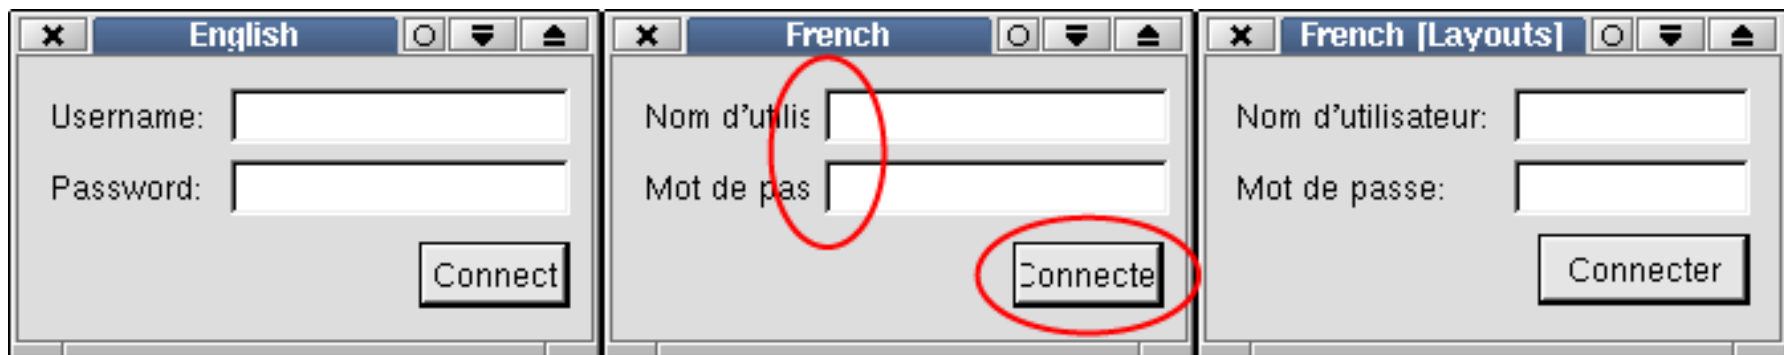 English
Username:
Password:
Connect
French
Nom d'utilis
Mot de pas
Connecte
French [Layouts]
Nom d'utilisateur:
Mot de passe:
Connecter